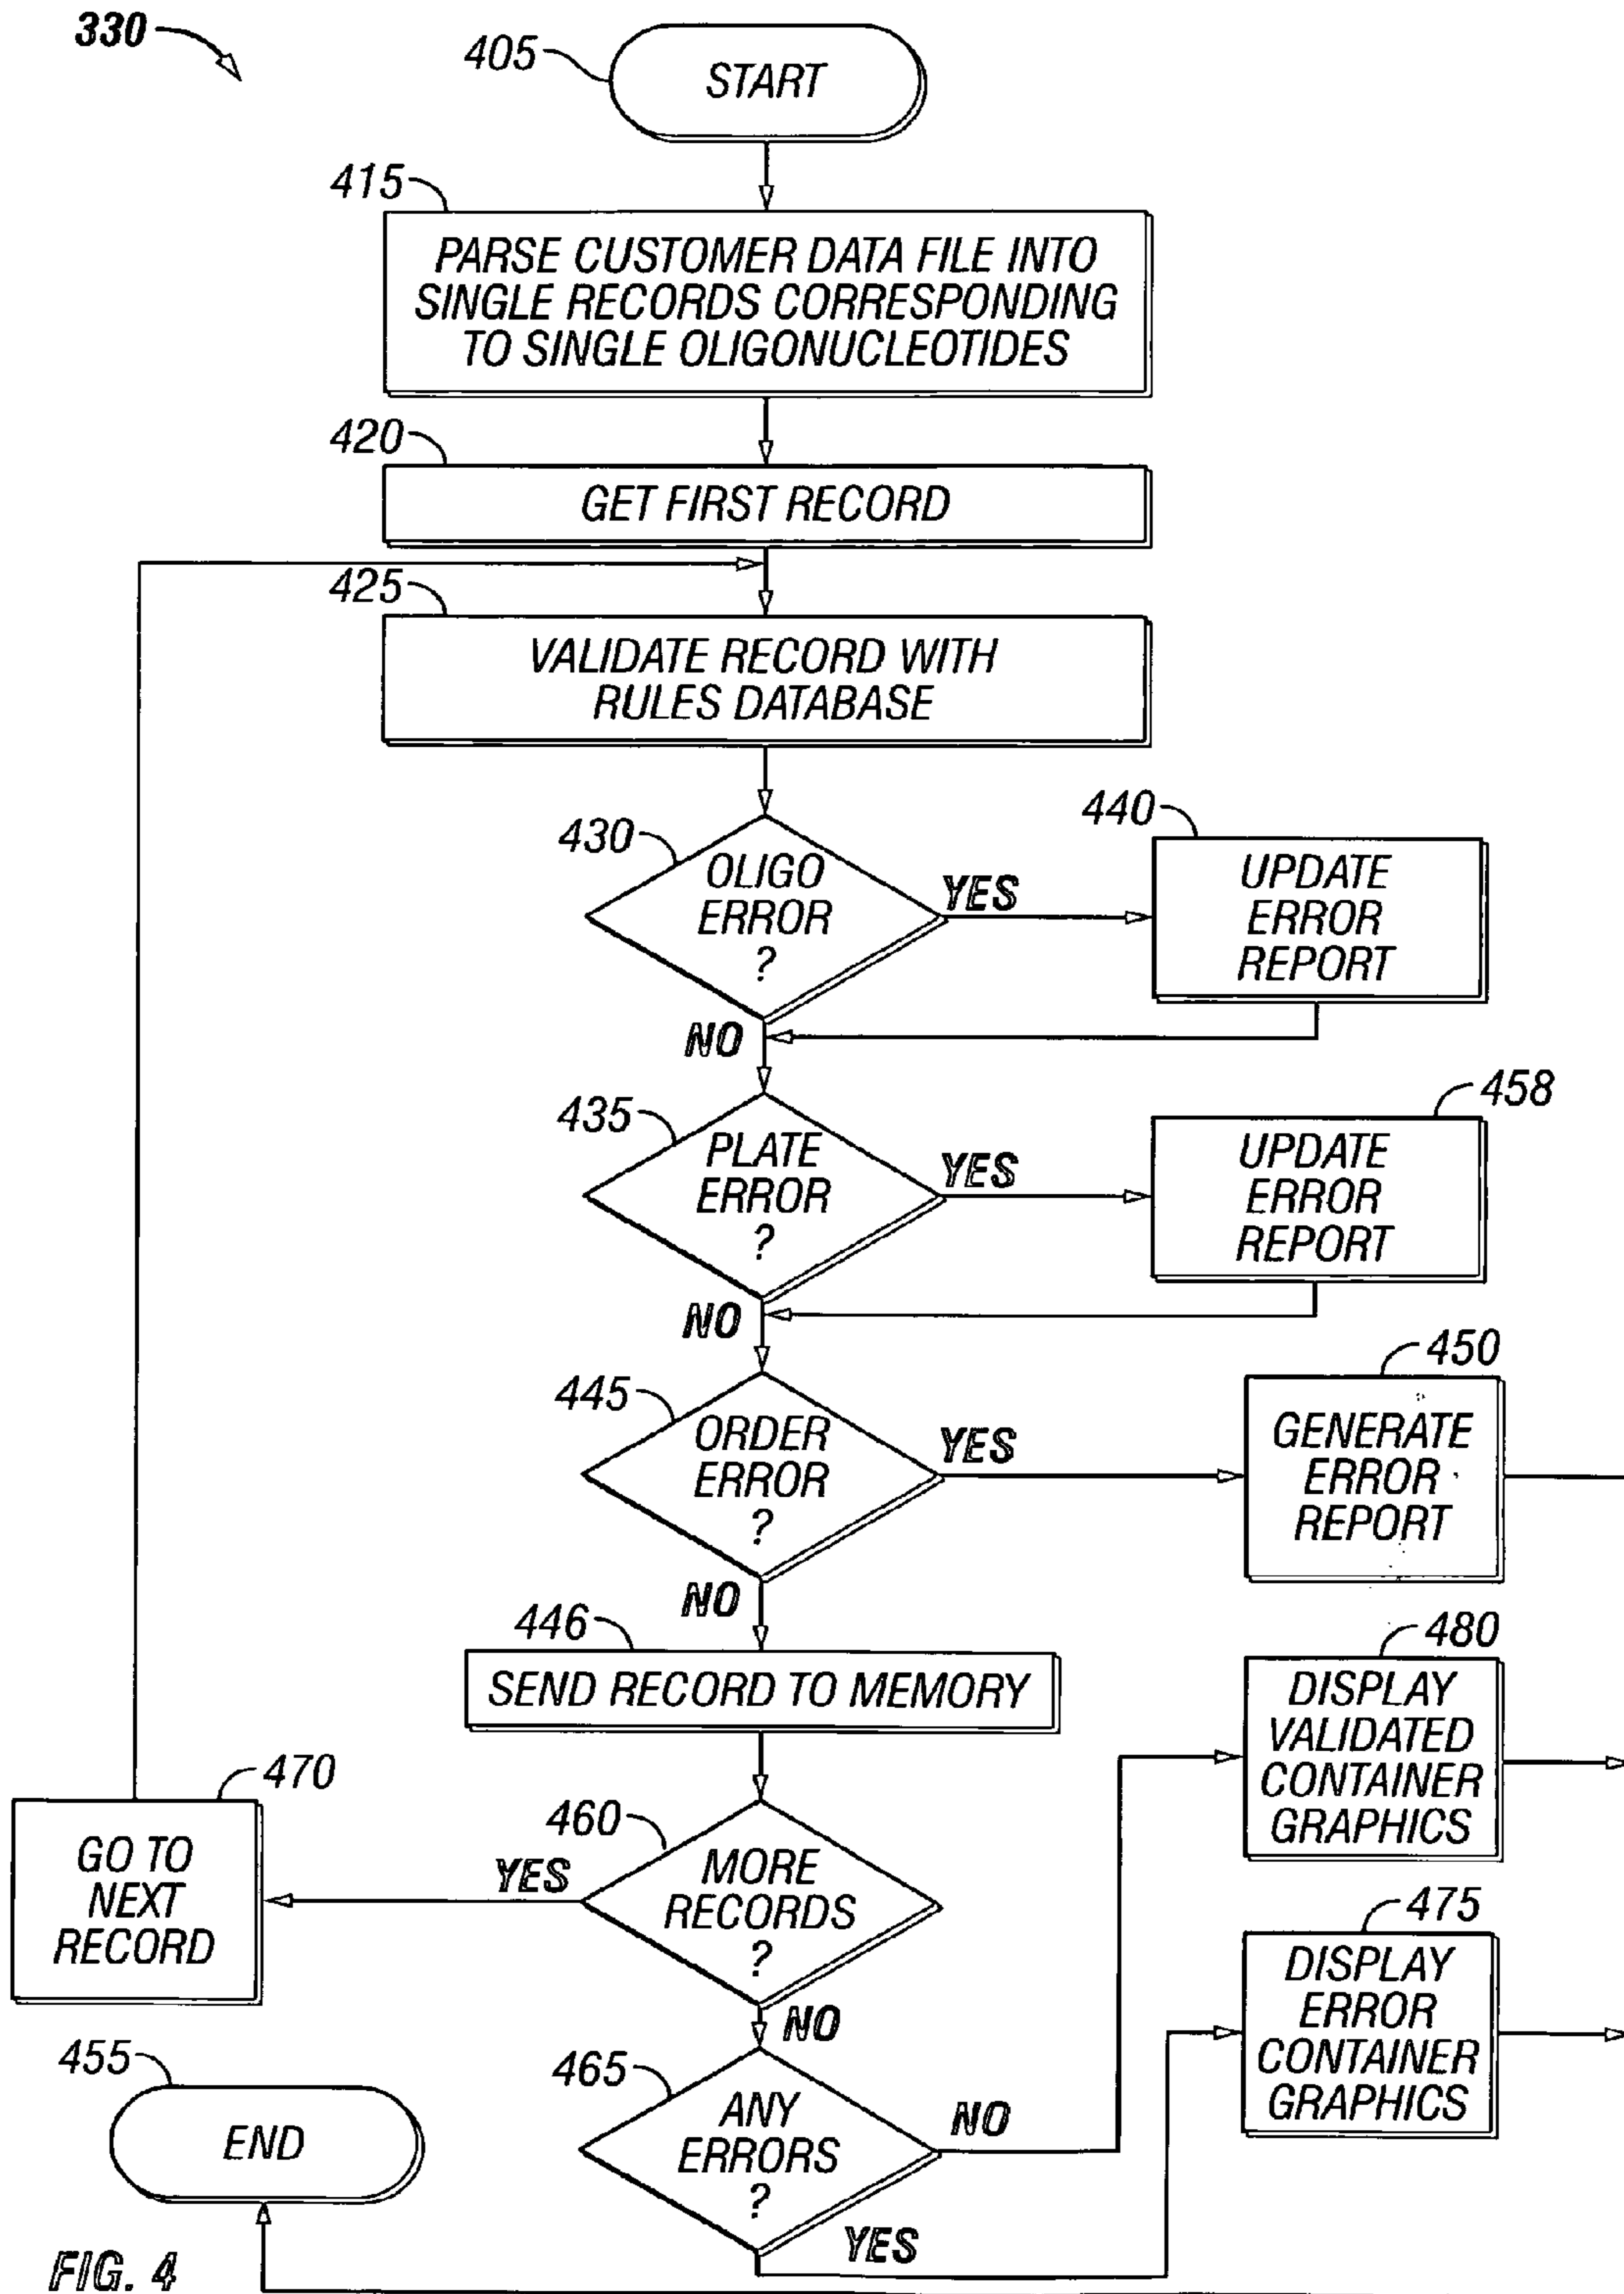 330
405
START
415
PARSE CUSTOMER DATA FILE INTO
SINGLE RECORDS CORRESPONDING
TO SINGLE OLIGONUCLEOTIDES
420
GET FIRST RECORD
425
VALIDATE RECORD WITH
RULES DATABASE
430
OLIGO
ERROR
?
YES
440
UPDATE
ERROR
REPORT
NO
435
PLATE
ERROR
?
YES
458
UPDATE
ERROR
REPORT
NO
445
ORDER
ERROR
?
YES
450
GENERATE
ERROR
REPORT
NO
446
SEND RECORD TO MEMORY
480
DISPLAY
VALIDATED
CONTAINER
GRAPHICS
470
GO TO
NEXT
RECORD
YES
460
MORE
RECORDS
?
NO
475
DISPLAY
ERROR
CONTAINER
GRAPHICS
455
END
465
ANY
ERRORS
?
NO
YES
FIG. 4